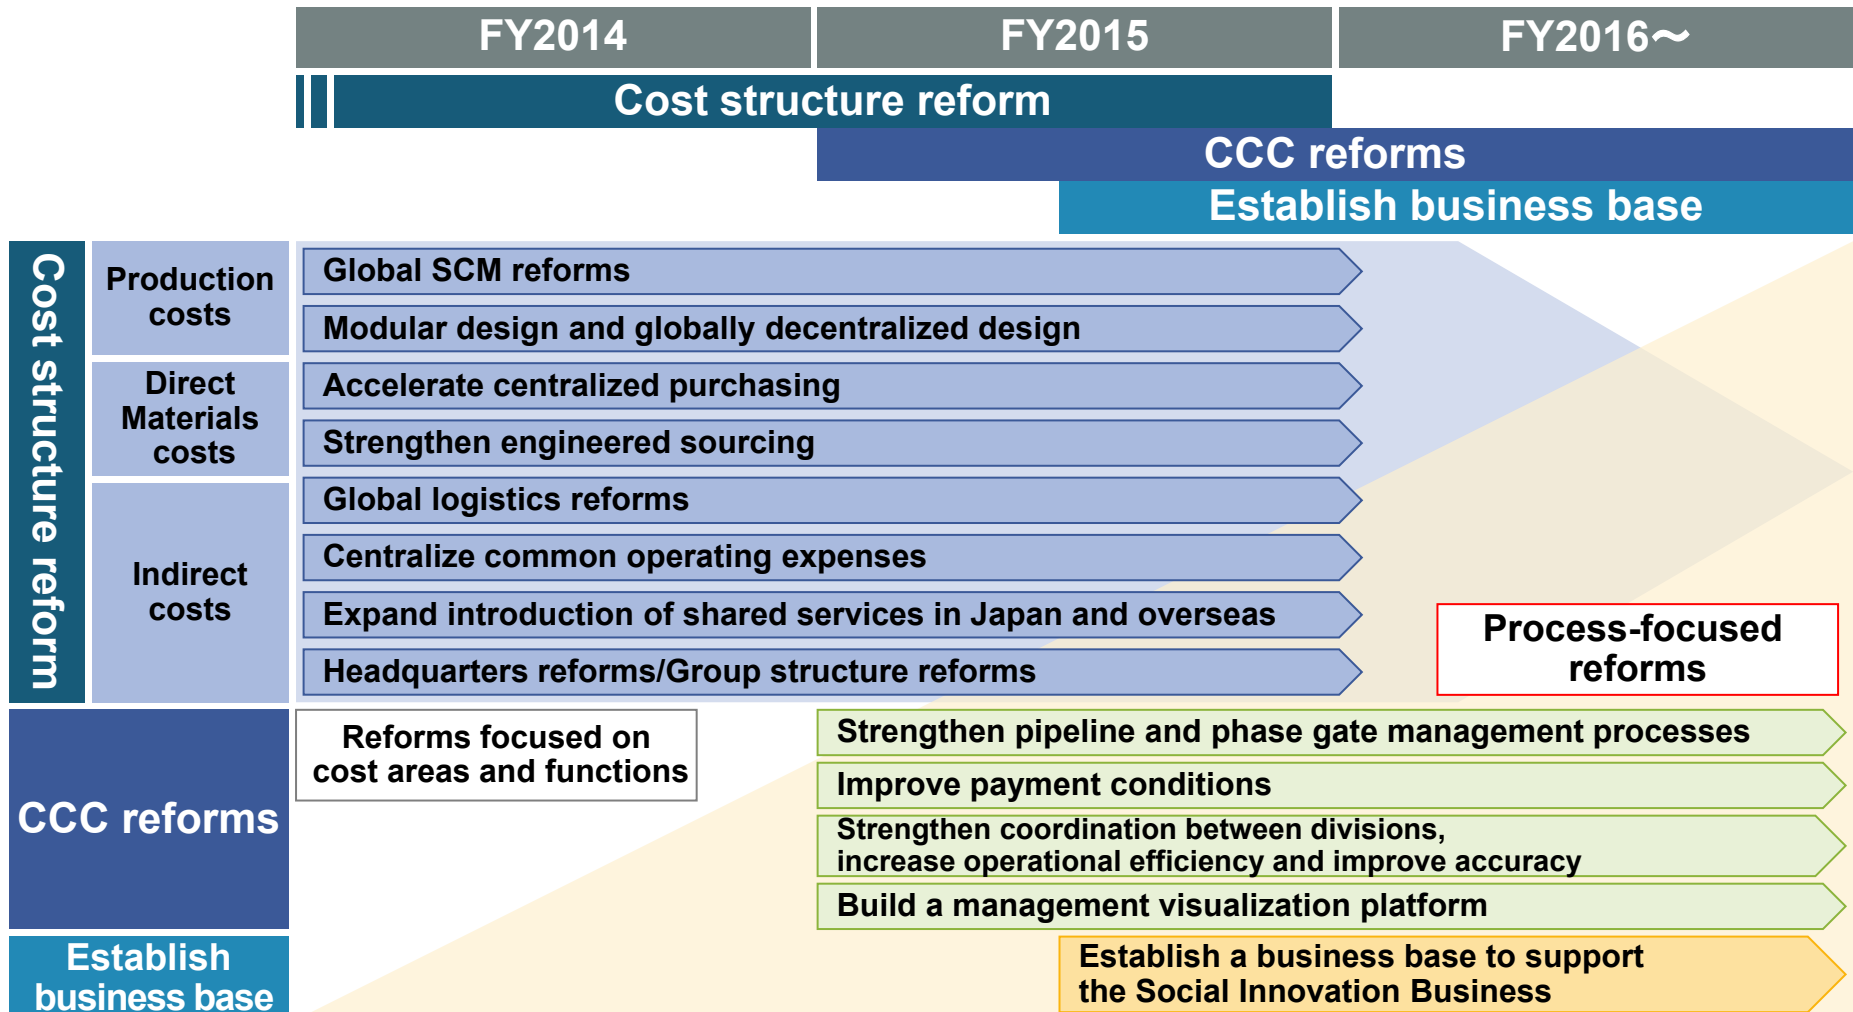 FY2014
FY2015
FY2016〜
Cost structure reform
CCC reforms
Establish business base
Cost structure reform
Production
costs
Global SCM reforms
Modular design and globally decentralized design
Direct
Materials
costs
Accelerate centralized purchasing
Strengthen engineered sourcing
Indirect
costs
Global logistics reforms
Centralize common operating expenses
Expand introduction of shared services in Japan and overseas
Headquarters reforms/Group structure reforms
Process-focused
reforms
CCC reforms
Reforms focused on
cost areas and functions
Strengthen pipeline and phase gate management processes
Improve payment conditions
Strengthen coordination between divisions,
increase operational efficiency and improve accuracy
Build a management visualization platform
Establish
business base
Establish a business base to support
the Social Innovation Business